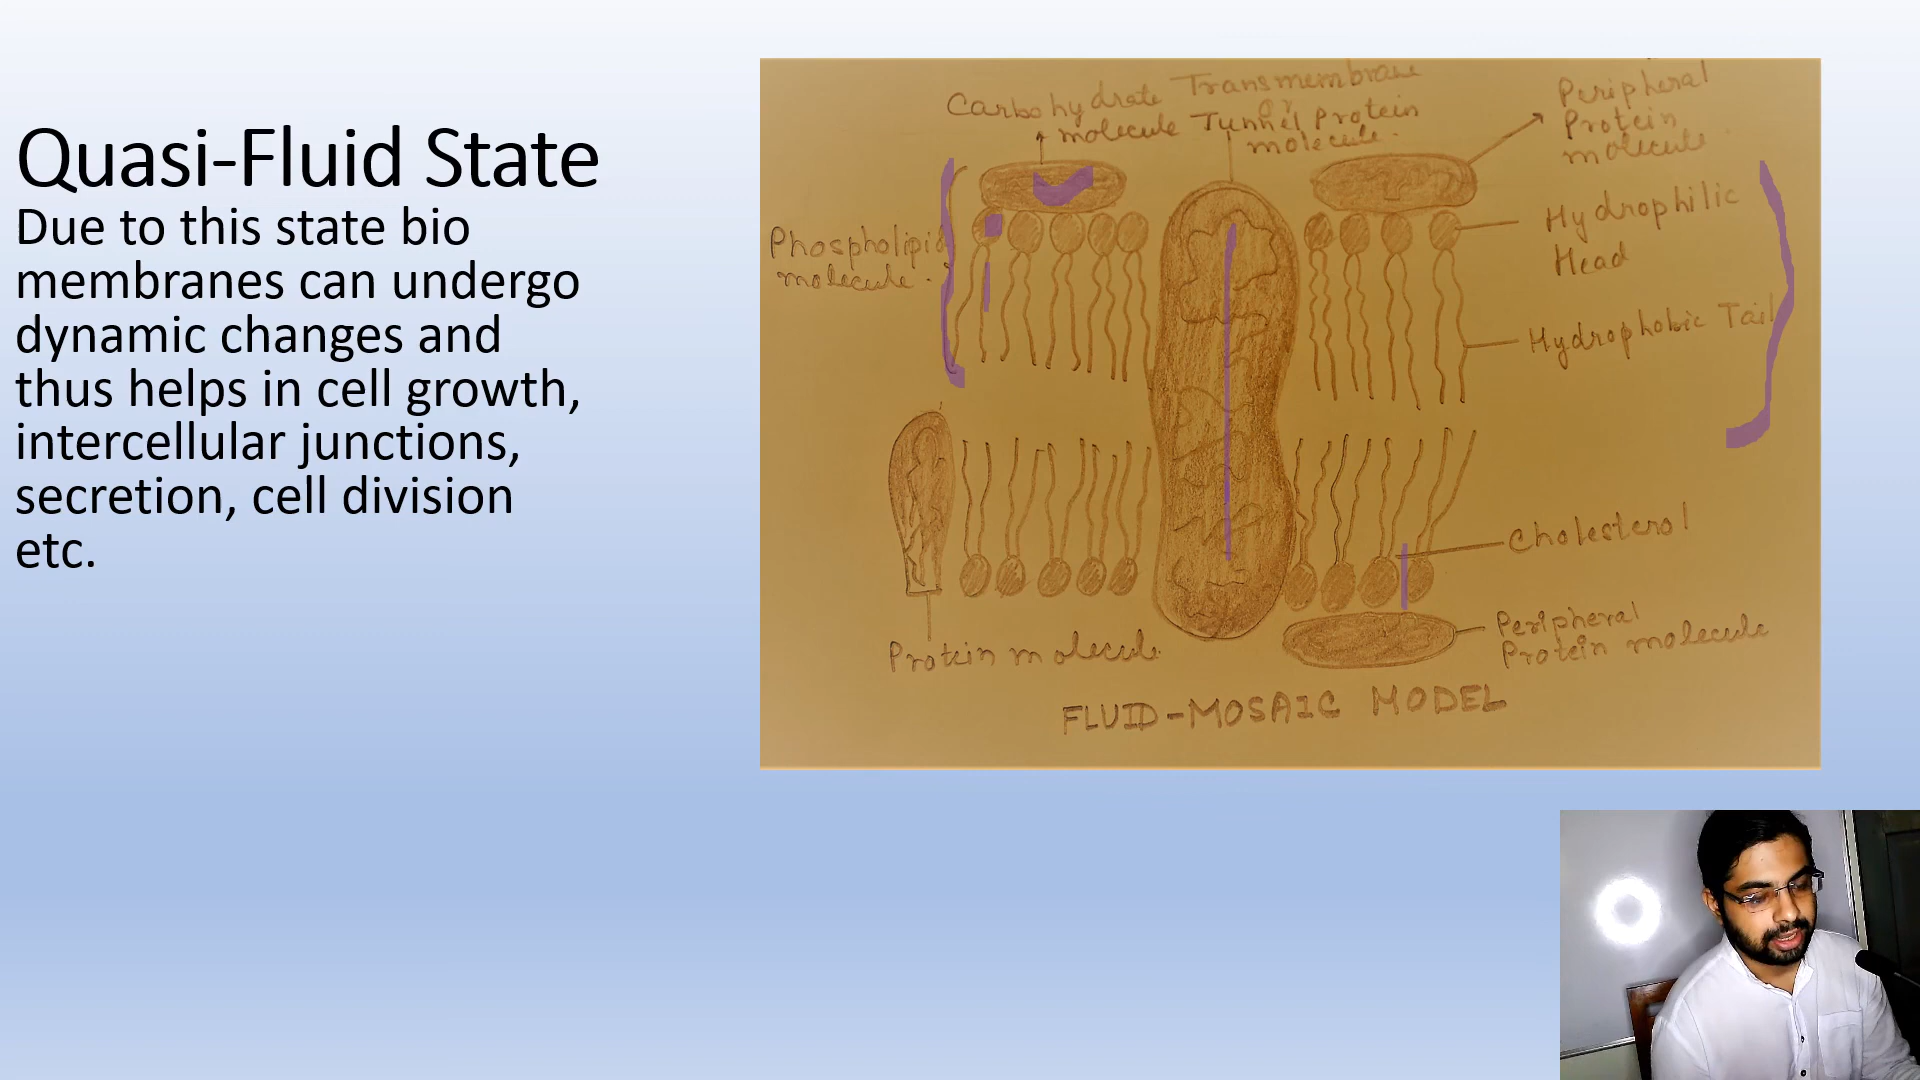 Quasi-Fluid State
Due to this state bio
membranes can undergo
dynamic changes and
thus helps in cell growth,
intercellular junctions,
secretion, cell division
etc.
Carbohydrate
molecule
Transmembrane
or
Tunnel Protein
molecule.
Peripheral
Protein
molecule.
Phospholipid
molecule.
Hydrophilic
Head
Hydrophobic Tail
Cholesterol
Protein molecule.
Peripheral
Protein molecule
FLUID-MOSAIC MODEL